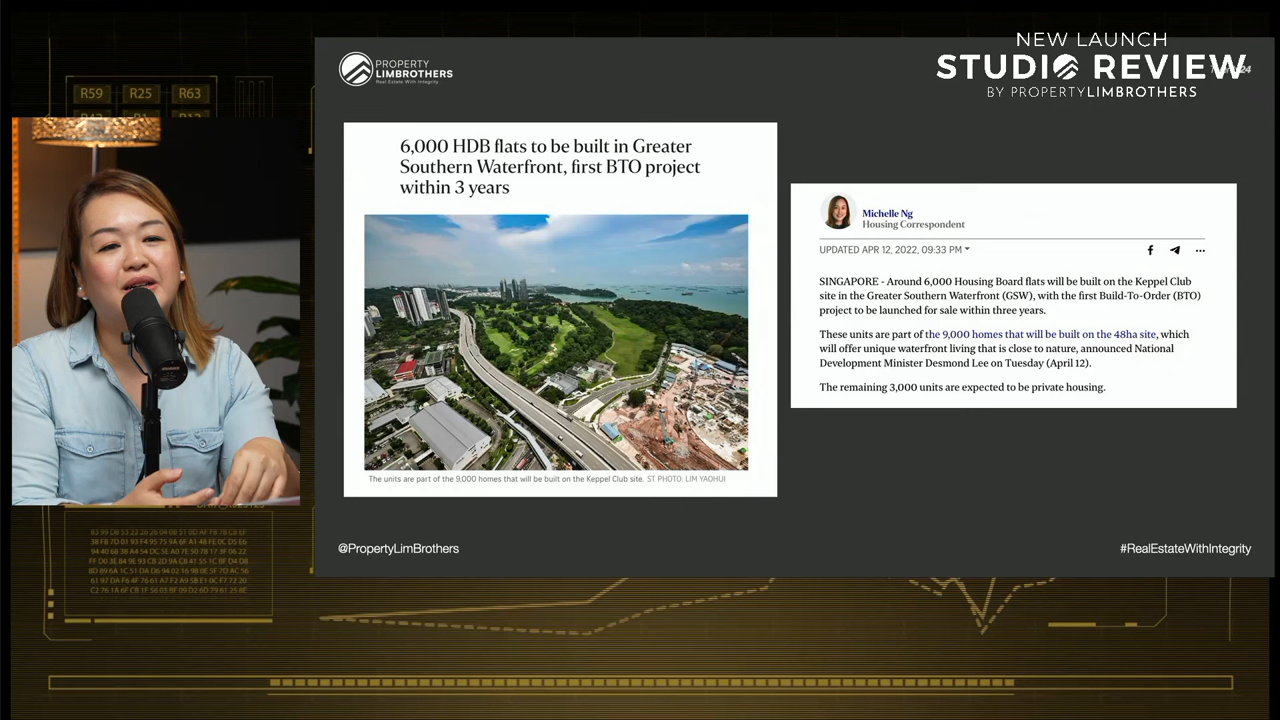 NEW LAUNCH
STUDIO REVIEW
BY PROPERTYLIMBROTHERS
PROPERTY
LIMBROTHERS
Real Estate With Integrity
R59 R25 R63
6,000 HDB flats to be built in Greater
Southern Waterfront, first BTO project
within 3 years
The units are part of the 9,000 homes that will be built on the Keppel Club site. ST PHOTO: LIM YAOHUI
Michelle Ng
Housing Correspondent
UPDATED APR 12, 2022, 09:33 PM
SINGAPORE - Around 6,000 Housing Board flats will be built on the Keppel Club
site in the Greater Southern Waterfront (GSW), with the first Build-To-Order (BTO)
project to be launched for sale within three years.
These units are part of the 9,000 homes that will be built on the 48ha site, which
will offer unique waterfront living that is close to nature, announced National
Development Minister Desmond Lee on Tuesday (April 12).
The remaining 3,000 units are expected to be private housing.
@PropertyLimBrothers
#RealEstateWithIntegrity